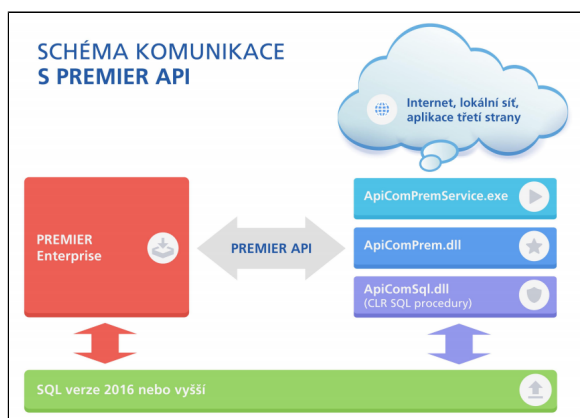 SCHÉMA KOMUNIKACE
S PREMIER API
Internet, lokální síť,
aplikace třetí strany
PREMIER
Enterprise
PREMIER API
ApiComPremService.exe
ApiComPrem.dll
ApiComSql.dll
(CLR SQL procedury)
SQL verze 2016 nebo vyšší